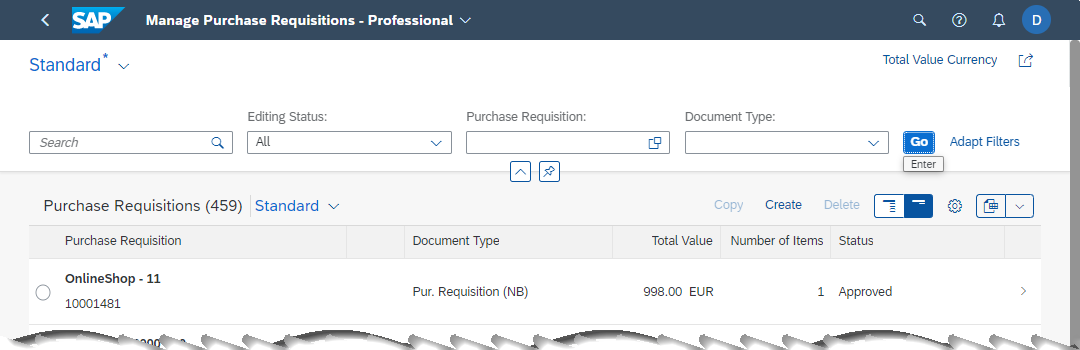 SAP Manage Purchase Requisitions - Professional D
Standard*
Total Value Currency
Editing Status: Purchase Requisition: Document Type:
Search All Go Adapt Filters
Enter
Purchase Requisitions (459) Standard Copy Create Delete
Purchase Requisition Document Type Total Value Number of Items Status
OnlineShop - 11
10001481 Pur. Requisition (NB) 998.00 EUR 1 Approved